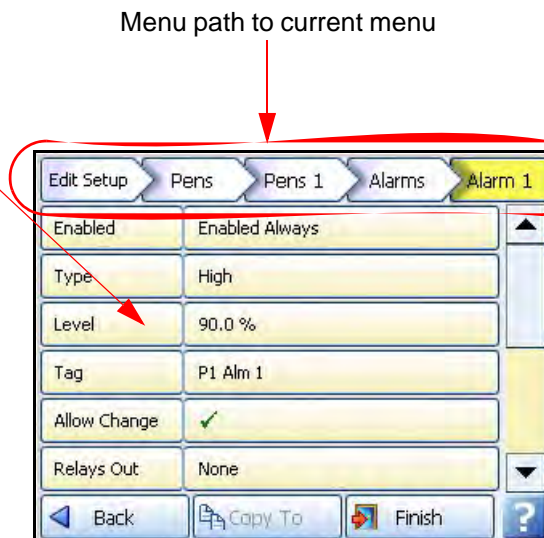 Menu path to current menu
Edit Setup Pens Pens 1 Alarms Alarm 1
Enabled Enabled Always
Type High
Level 90.0 %
Tag P1 Alm 1
Allow Change ✓
Relays Out None
Back Copy To Finish ?